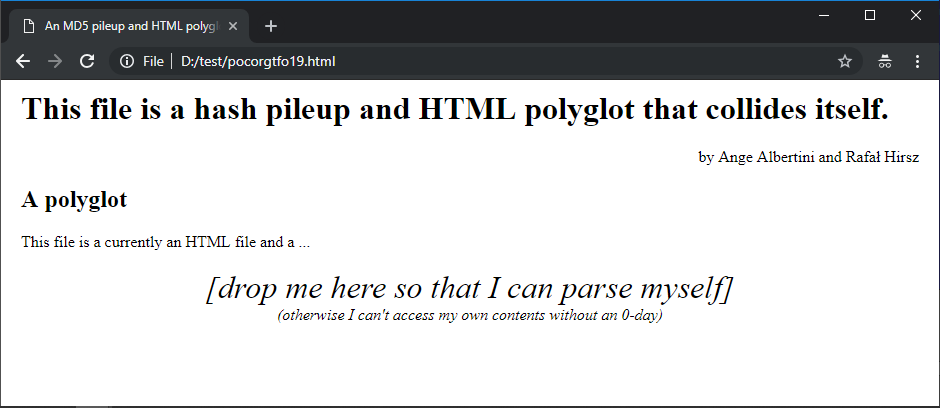 An MD5 pileup and HTML polygl
File
D:/test/pocorgtfo19.html
This file is a hash pileup and HTML polyglot that collides itself.
by Ange Albertini and Rafał Hirsz
A polyglot
This file is a currently an HTML file and a ...
[drop me here so that I can parse myself]
(otherwise I can't access my own contents without an 0-day)